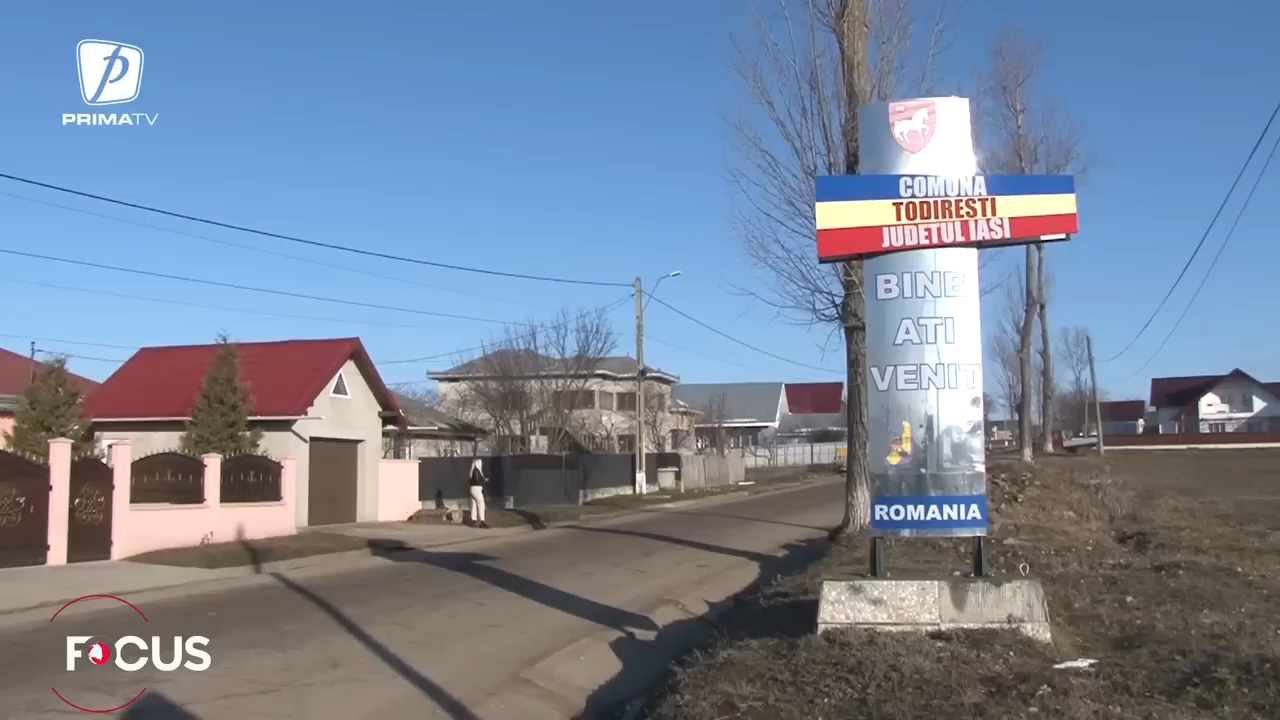 PRIMATV
COMUNA
TODIRESTI
JUDETUL IASI
BINE
ATI
VENIT
ROMANIA
FOCUS